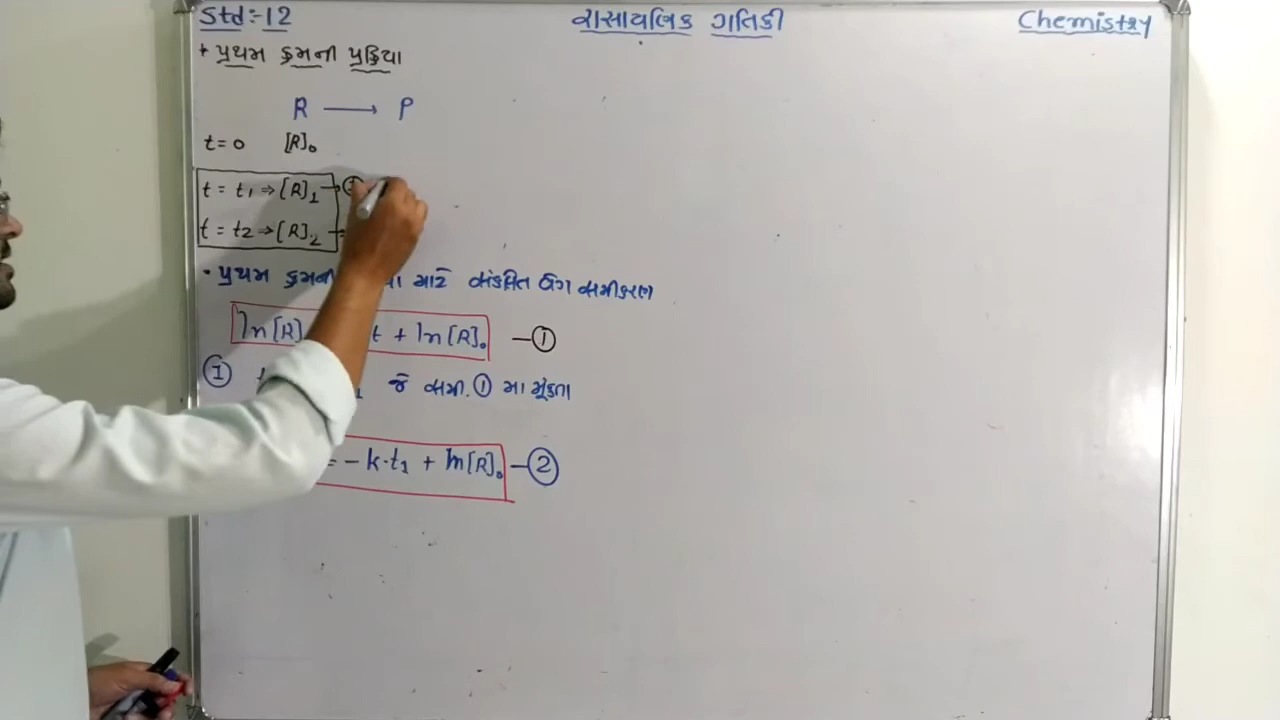 Std:-12
રાસાયણિક ગતિકી
Chemistry
+ પ્રથમ ક્રમની પ્રક્રિયા
R ⟶ P
t = 0 [R]₀
t = t₁ ⇒ [R]₁
t = t₂ ⇒ [R]₂
• પ્રથમ ક્રમની માટે સંકલિત વેગ સમીકરણ
ln[R] t + ln[R]₀ —①
Ⓘ જે સમી. ① મા મૂકતા
= -k·t₁ + ln[R]₀ —②